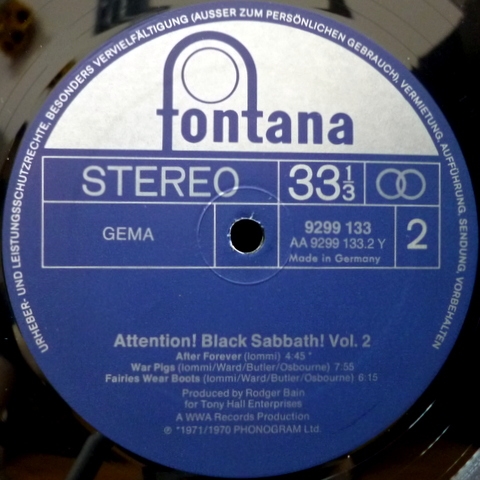 URHEBER- UND LEISTUNGSSCHUTZRECHTE, BESONDERS VERVIELFÄLTIGUNG (AUSSER ZUM PERSÖNLICHEN GEBRAUCH), VERMIETUNG, AUFFÜHRUNG, SENDUNG, VORBEHALTEN
fontana
STEREO 33 1/3
GEMA
9299 133
AA 9299 133.2 Y
Made in Germany
2
Attention! Black Sabbath! Vol. 2
After Forever (Iommi) 4:45 *
War Pigs (Iommi/Ward/Butler/Osbourne) 7:55
Fairies Wear Boots (Iommi/Ward/Butler/Osbourne) 6:15
Produced by Rodger Bain
for Tony Hall Enterprises
A WWA Records Production
℗ *1971/1970 PHONOGRAM Ltd.